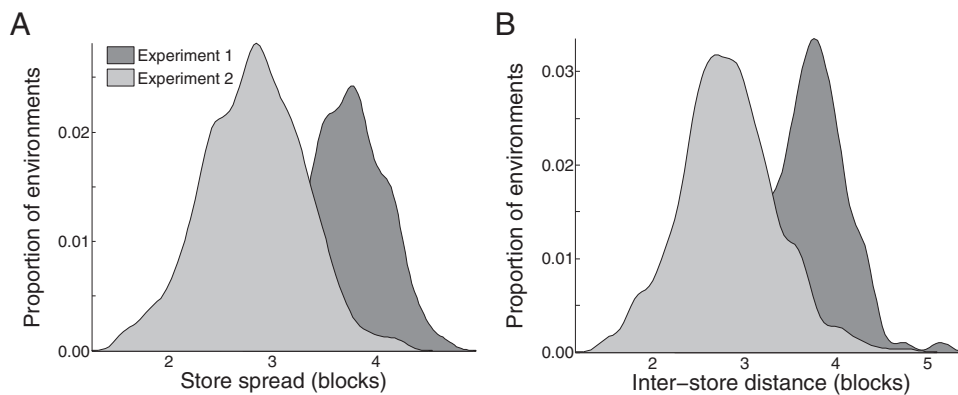 A
Proportion of environments
0.02
0.01
0.00
Experiment 1
Experiment 2
2 3 4
Store spread (blocks)
B
Proportion of environments
0.03
0.02
0.01
0.00
2 3 4 5
Inter−store distance (blocks)